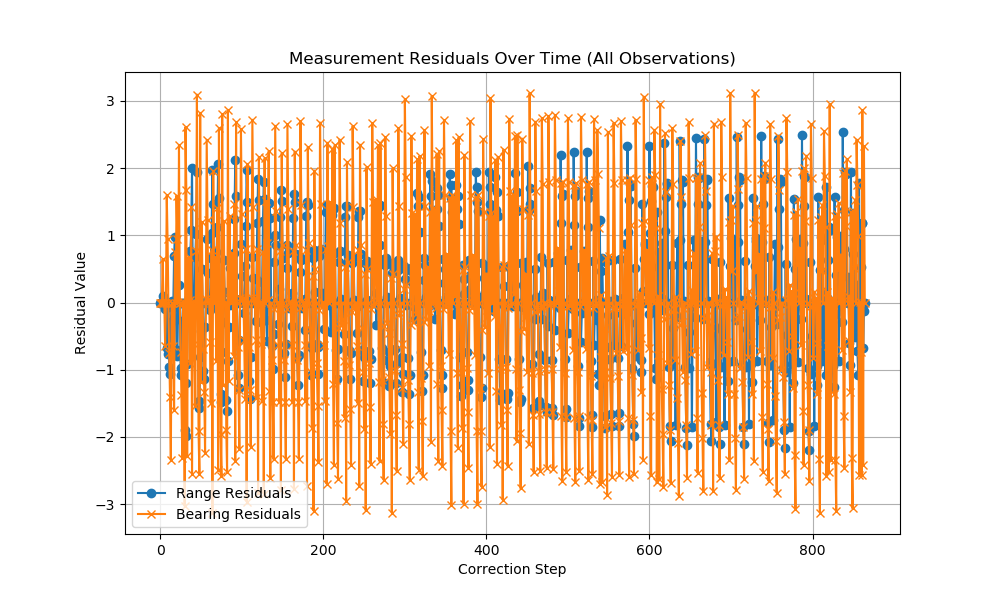 Measurement Residuals Over Time (All Observations)
3
2
1
0
−1
−2
−3
Residual Value
Range Residuals
Bearing Residuals
0
200
400
600
800
Correction Step